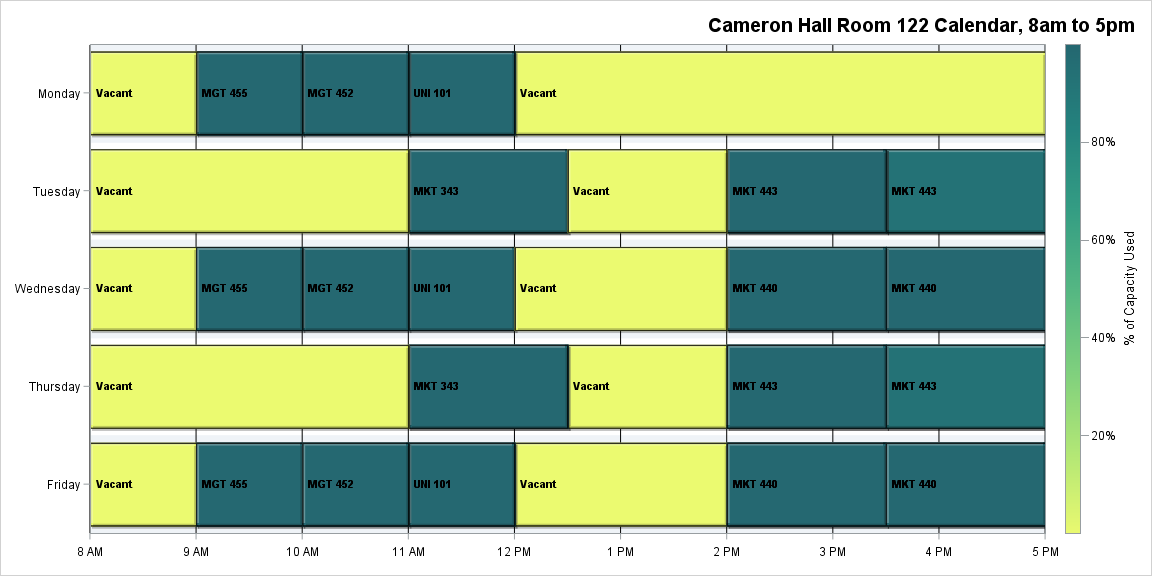 Cameron Hall Room 122 Calendar, 8am to 5pm
Monday Vacant MGT 455 MGT 452 UNI 101 Vacant
80%
Tuesday Vacant MKT 343 Vacant MKT 443 MKT 443
60%
% of Capacity Used
Wednesday Vacant MGT 455 MGT 452 UNI 101 Vacant MKT 440 MKT 440
40%
Thursday Vacant MKT 343 Vacant MKT 443 MKT 443
20%
Friday Vacant MGT 455 MGT 452 UNI 101 Vacant MKT 440 MKT 440
8 AM 9 AM 10 AM 11 AM 12 PM 1 PM 2 PM 3 PM 4 PM 5 PM